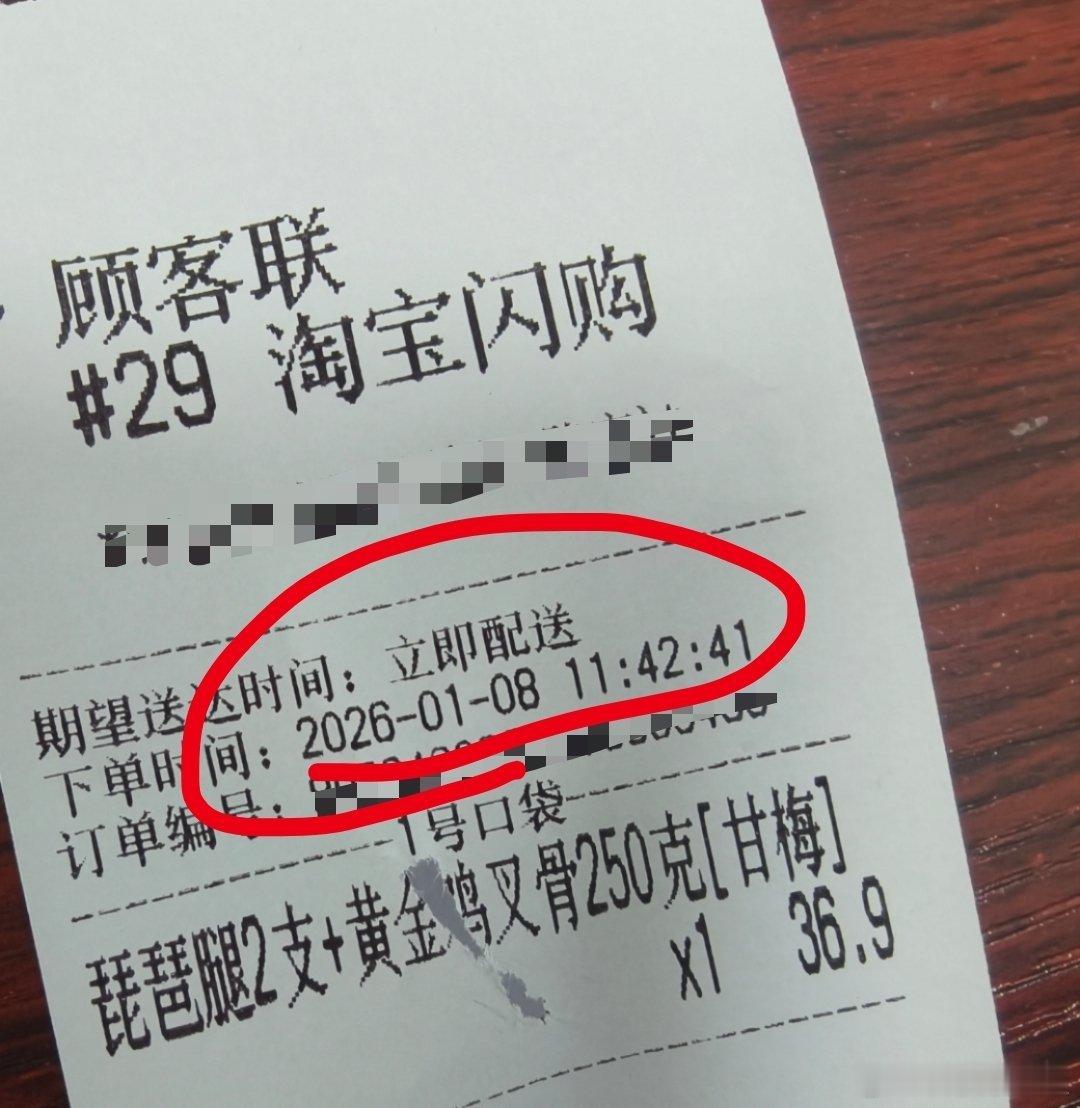 顾客联
#29 淘宝闪购
期望送达时间: 立即配送
下单时间: 2026-01-08 11:42:41
订单编号:
1号口袋
琵琶腿2支+黄金鸡叉骨250克[甘梅]
x1 36.9